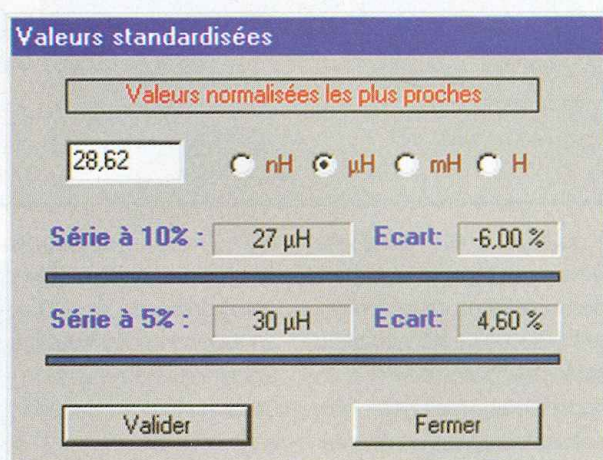 Valeurs standardisées
Valeurs normalisées les plus proches
28,62 nH µH mH H
Série à 10% : 27 µH Ecart: -6,00 %
Série à 5% : 30 µH Ecart: 4,60 %
Valider Fermer